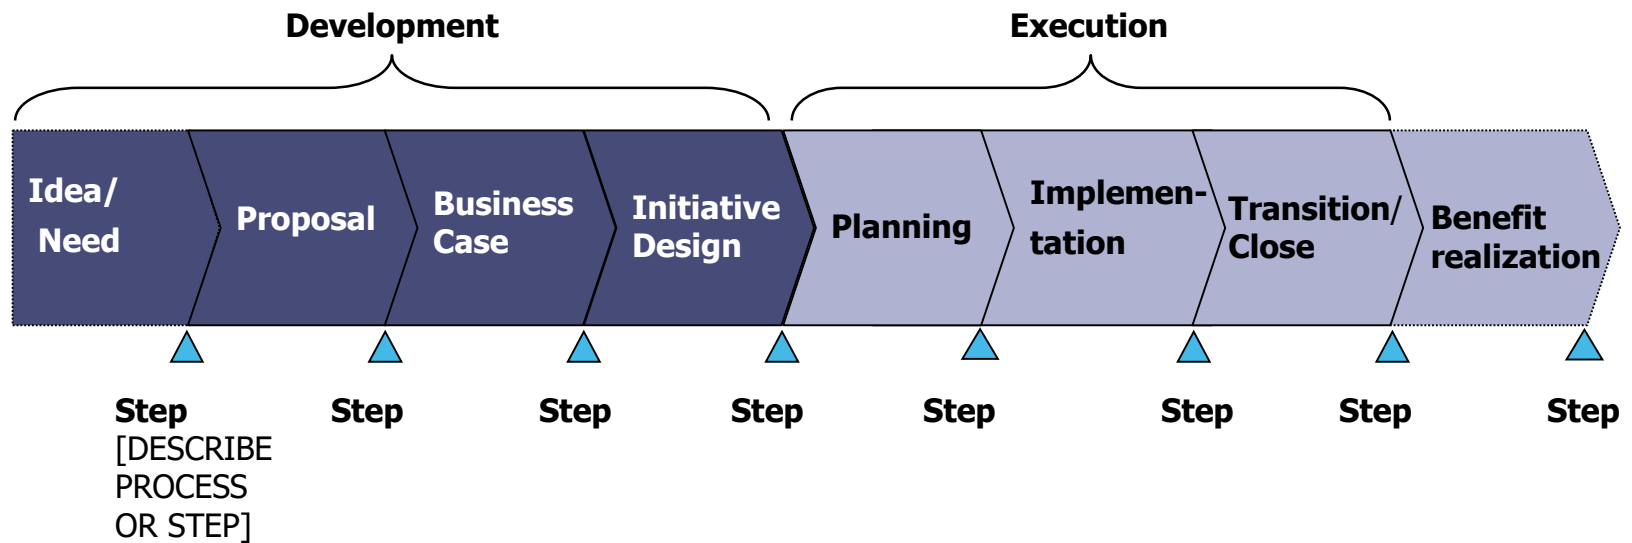 Development
Execution
Idea/
Need
Proposal
Business
Case
Initiative
Design
Planning
Implemen-
tation
Transition/
Close
Benefit
realization
Step
[DESCRIBE
PROCESS
OR STEP]
Step
Step
Step
Step
Step
Step
Step